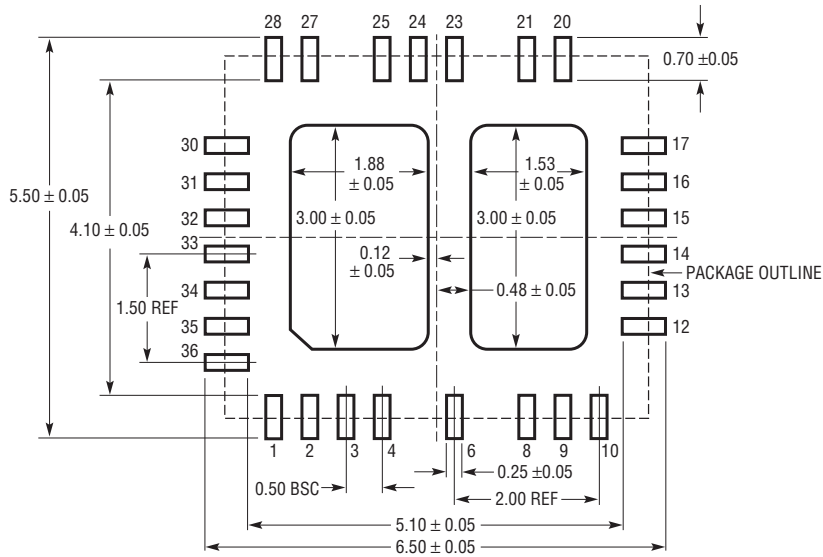 28 27 25 24 23 21 20
0.70 ±0.05
30
31
32
33
34
35
36
17
16
15
14
13
12
5.50 ± 0.05
4.10 ± 0.05
1.50 REF
1.88
± 0.05
3.00 ± 0.05
0.12
± 0.05
1.53
± 0.05
3.00 ± 0.05
0.48 ± 0.05
PACKAGE OUTLINE
1 2 3 4 6 8 9 10
0.50 BSC
0.25 ±0.05
2.00 REF
5.10 ± 0.05
6.50 ± 0.05